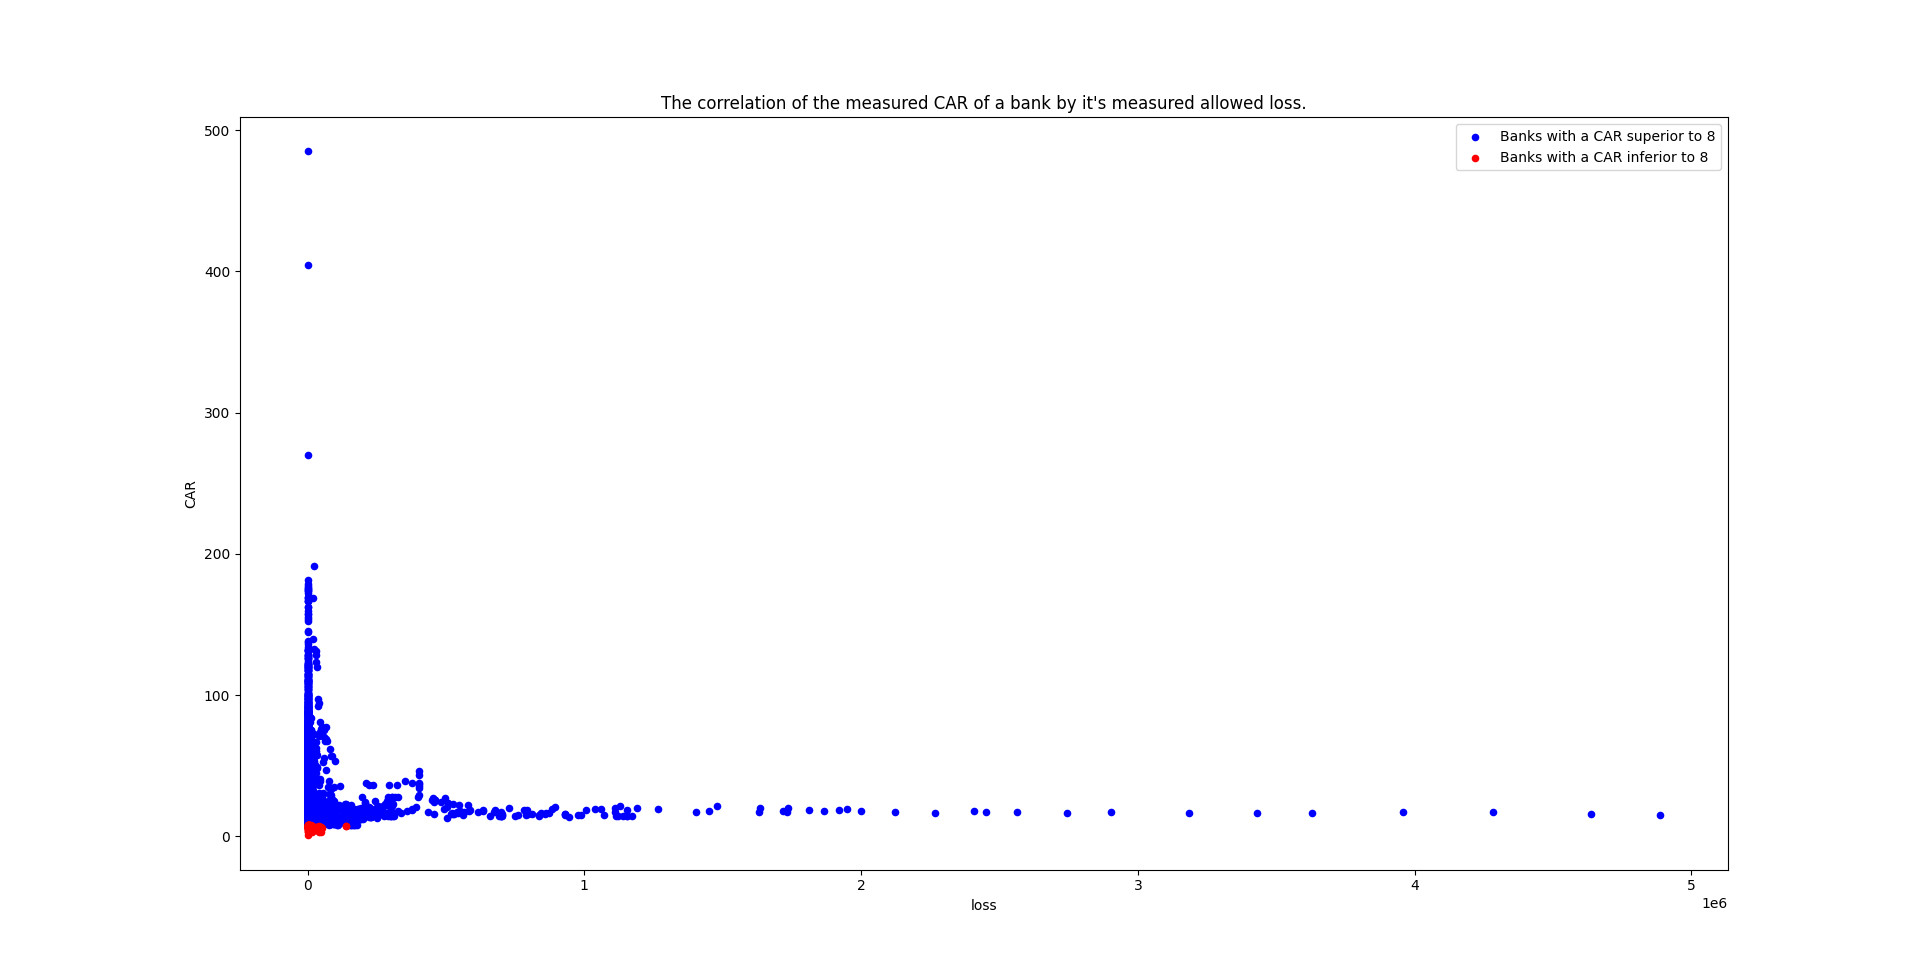 The correlation of the measured CAR of a bank by it's measured allowed loss.
500
400
300
200
100
0
CAR
Banks with a CAR superior to 8
Banks with a CAR inferior to 8
0 1 2 3 4 5
loss
1e6